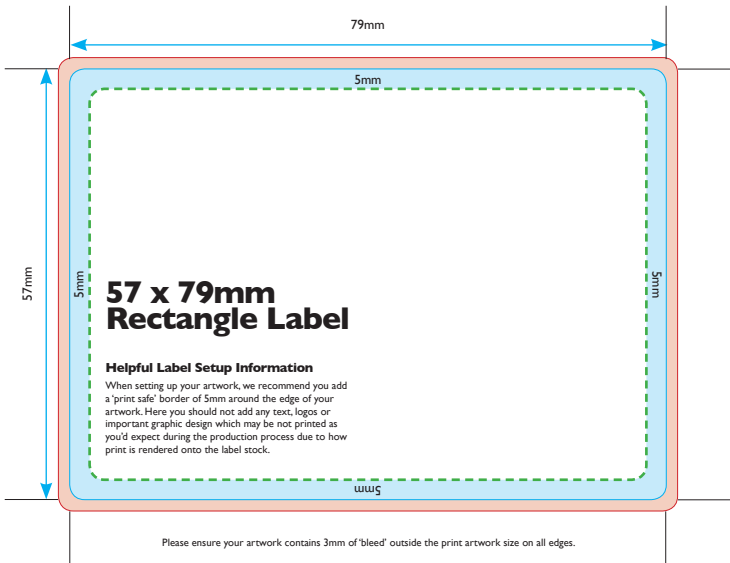 79mm
5mm
57mm
5mm
5mm
57 x 79mm
Rectangle Label
Helpful Label Setup Information
When setting up your artwork, we recommend you add
a 'print safe' border of 5mm around the edge of your
artwork. Here you should not add any text, logos or
important graphic design which may be not printed as
you'd expect during the production process due to how
print is rendered onto the label stock.
5mm
Please ensure your artwork contains 3mm of 'bleed' outside the print artwork size on all edges.